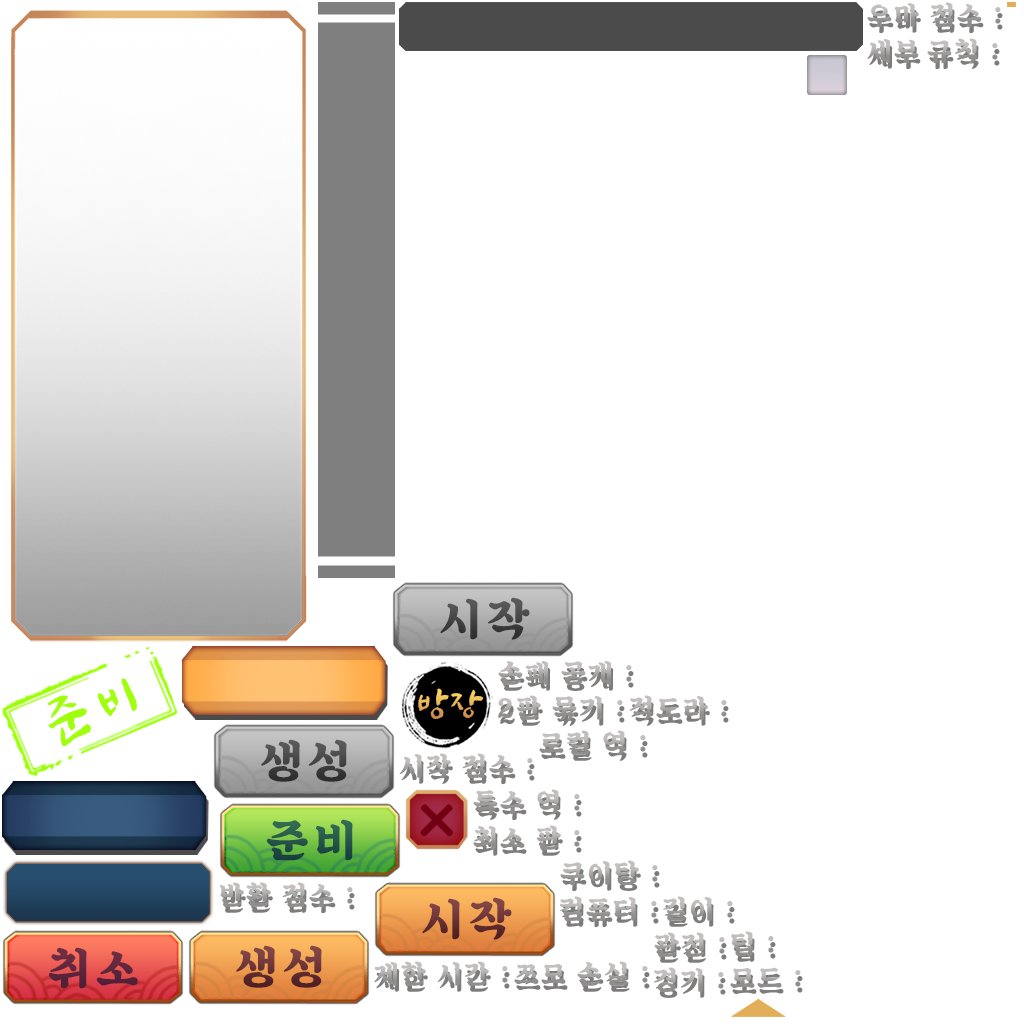 우마 점수 :
세부 규칙 :
시작
준비
방장
손패 공개 :
2판 묶기 :
적도라 :
로컬 역 :
생성
시작 점수 :
특수 역 :
준비
최소 판 :
쿠이탕 :
반환 점수 :
시작
컴퓨터 :
길이 :
관전 :
팀 :
취소
생성
제한 시간 :
쯔모 손실 :
정키 :
모드 :